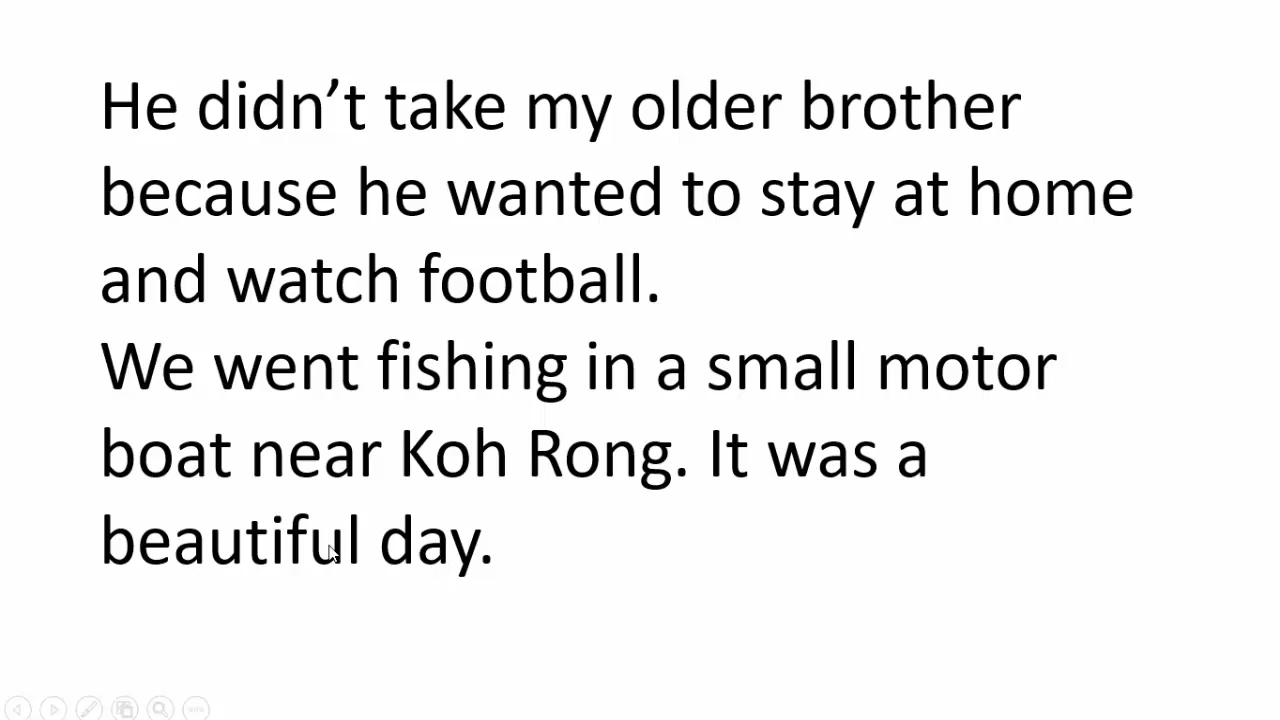 He didn’t take my older brother
because he wanted to stay at home
and watch football.
We went fishing in a small motor
boat near Koh Rong. It was a
beautiful day.